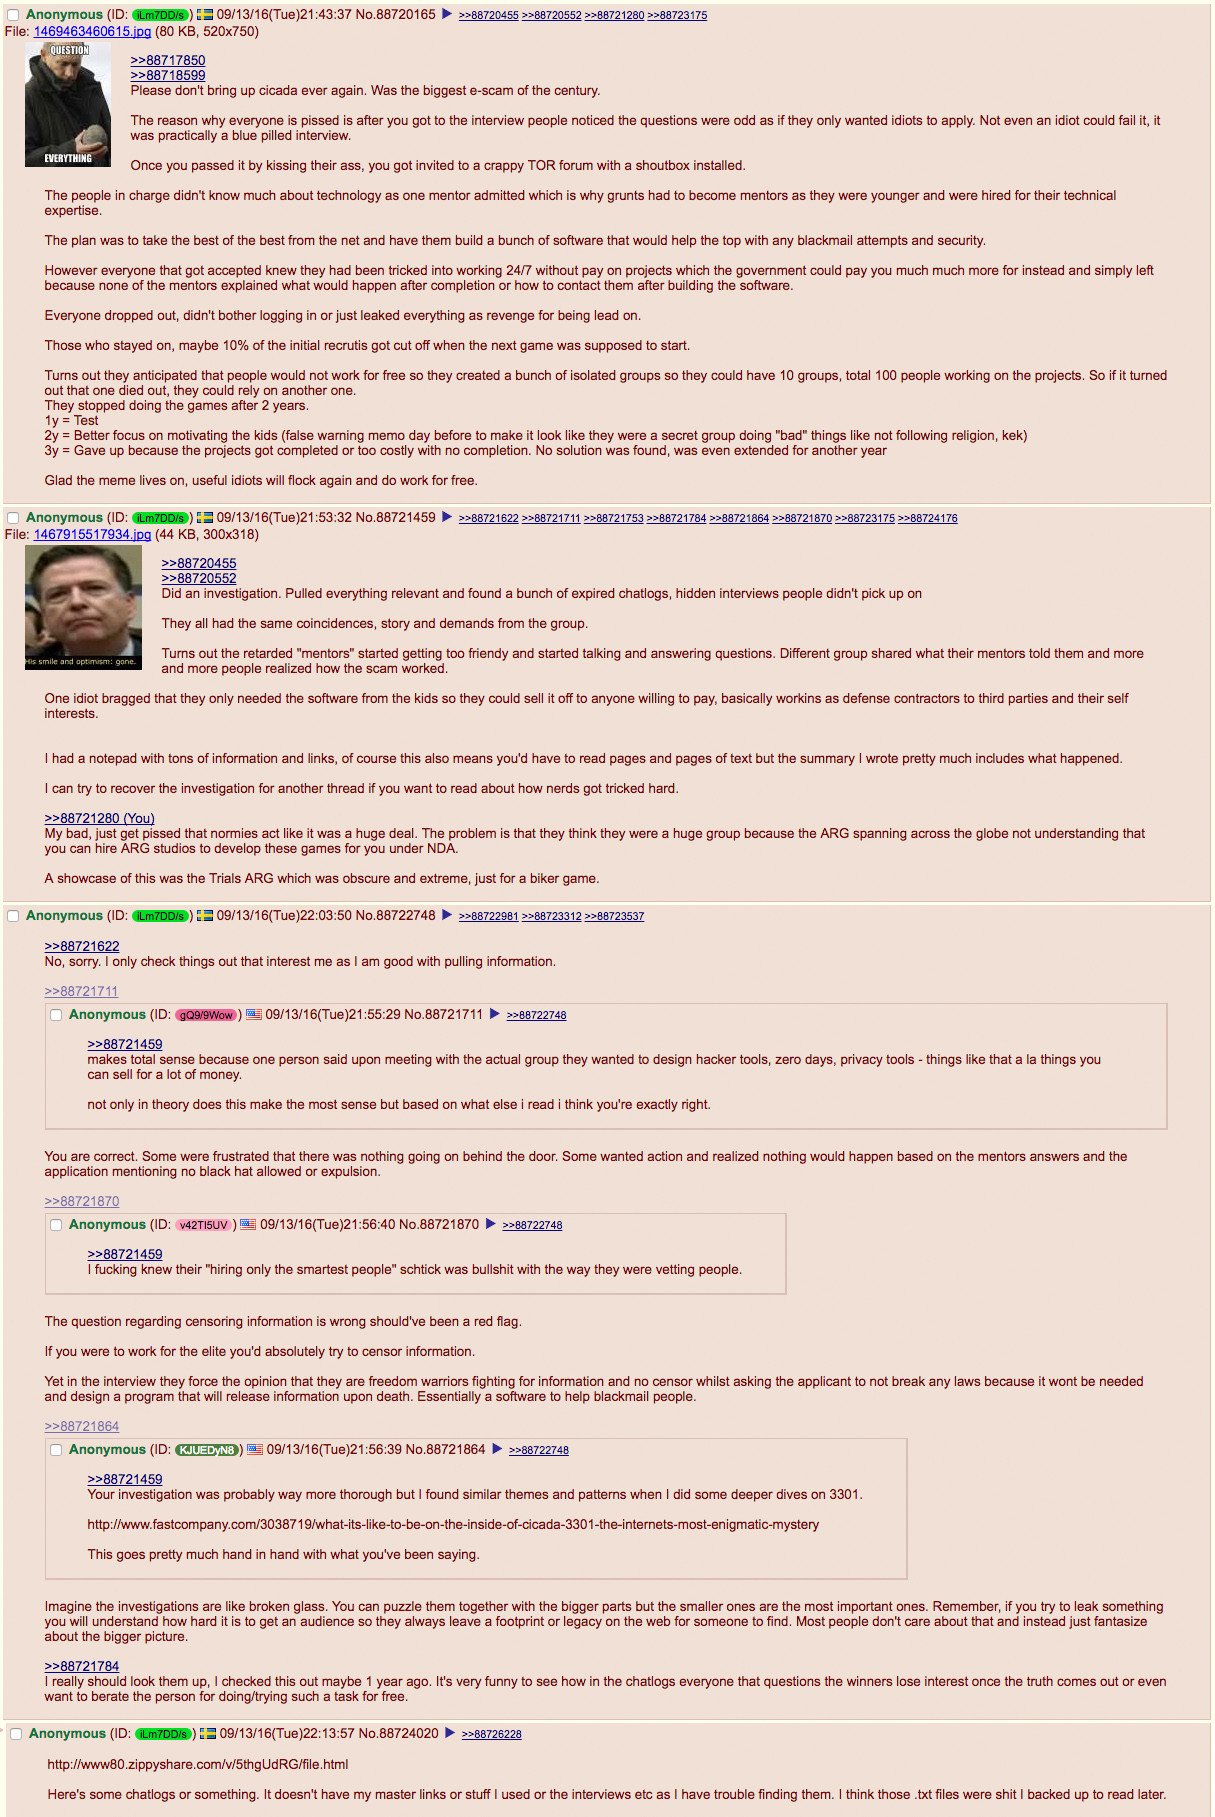 Anonymous (ID: iLm7DD/s) 09/13/16(Tue)21:43:37 No.88720165 ▶ >>88720455 >>88720552 >>88721280 >>88723175
File: 1469463460615.jpg (80 KB, 520x750)
QUESTION
EVERYTHING
>>88717850
>>88718599
Please don't bring up cicada ever again. Was the biggest e-scam of the century.
The reason why everyone is pissed is after you got to the interview people noticed the questions were odd as if they only wanted idiots to apply. Not even an idiot could fail it, it
was practically a blue pilled interview.
Once you passed it by kissing their ass, you got invited to a crappy TOR forum with a shoutbox installed.
The people in charge didn't know much about technology as one mentor admitted which is why grunts had to become mentors as they were younger and were hired for their technical
expertise.
The plan was to take the best of the best from the net and have them build a bunch of software that would help the top with any blackmail attempts and security.
However everyone that got accepted knew they had been tricked into working 24/7 without pay on projects which the government could pay you much much more for instead and simply left
because none of the mentors explained what would happen after completion or how to contact them after building the software.
Everyone dropped out, didn't bother logging in or just leaked everything as revenge for being lead on.
Those who stayed on, maybe 10% of the initial recrutis got cut off when the next game was supposed to start.
Turns out they anticipated that people would not work for free so they created a bunch of isolated groups so they could have 10 groups, total 100 people working on the projects. So if it turned
out that one died out, they could rely on another one.
They stopped doing the games after 2 years.
1y = Test
2y = Better focus on motivating the kids (false warning memo day before to make it look like they were a secret group doing "bad" things like not following religion, kek)
3y = Gave up because the projects got completed or too costly with no completion. No solution was found, was even extended for another year
Glad the meme lives on, useful idiots will flock again and do work for free.
Anonymous (ID: iLm7DD/s) 09/13/16(Tue)21:53:32 No.88721459 ▶ >>88721622 >>88721711 >>88721753 >>88721784 >>88721864 >>88721870 >>88723175 >>88724176
File: 1467915517934.jpg (44 KB, 300x318)
His smile and optimism: gone.
>>88720455
>>88720552
Did an investigation. Pulled everything relevant and found a bunch of expired chatlogs, hidden interviews people didn't pick up on
They all had the same coincidences, story and demands from the group.
Turns out the retarded "mentors" started getting too friendly and started talking and answering questions. Different group shared what their mentors told them and more
and more people realized how the scam worked.
One idiot bragged that they only needed the software from the kids so they could sell it off to anyone willing to pay, basically workins as defense contractors to third parties and their self
interests.
I had a notepad with tons of information and links, of course this also means you'd have to read pages and pages of text but the summary I wrote pretty much includes what happened.
I can try to recover the investigation for another thread if you want to read about how nerds got tricked hard.
>>88721280 (You)
My bad, just get pissed that normies act like it was a huge deal. The problem is that they think they were a huge group because the ARG spanning across the globe not understanding that
you can hire ARG studios to develop these games for you under NDA.
A showcase of this was the Trials ARG which was obscure and extreme, just for a biker game.
Anonymous (ID: iLm7DD/s) 09/13/16(Tue)22:03:50 No.88722748 ▶ >>88722981 >>88723312 >>88723537
>>88721622
No, sorry. I only check things out that interest me as I am good with pulling information.
>>88721711
Anonymous (ID: gQ9/9Wow) 09/13/16(Tue)21:55:29 No.88721711 ▶ >>88722748
>>88721459
makes total sense because one person said upon meeting with the actual group they wanted to design hacker tools, zero days, privacy tools - things like that a la things you
can sell for a lot of money.
not only in theory does this make the most sense but based on what else i read i think you're exactly right.
You are correct. Some were frustrated that there was nothing going on behind the door. Some wanted action and realized nothing would happen based on the mentors answers and the
application mentioning no black hat allowed or expulsion.
>>88721870
Anonymous (ID: v42TI5UV) 09/13/16(Tue)21:56:40 No.88721870 ▶ >>88722748
>>88721459
I fucking knew their "hiring only the smartest people" schtick was bullshit with the way they were vetting people.
The question regarding censoring information is wrong should've been a red flag.
If you were to work for the elite you'd absolutely try to censor information.
Yet in the interview they force the opinion that they are freedom warriors fighting for information and no censor whilst asking the applicant to not break any laws because it wont be needed
and design a program that will release information upon death. Essentially a software to help blackmail people.
>>88721864
Anonymous (ID: KJUEDyN8) 09/13/16(Tue)21:56:39 No.88721864 ▶ >>88722748
>>88721459
Your investigation was probably way more thorough but I found similar themes and patterns when I did some deeper dives on 3301.
http://www.fastcompany.com/3038719/what-its-like-to-be-on-the-inside-of-cicada-3301-the-internets-most-enigmatic-mystery
This goes pretty much hand in hand with what you've been saying.
Imagine the investigations are like broken glass. You can puzzle them together with the bigger parts but the smaller ones are the most important ones. Remember, if you try to leak something
you will understand how hard it is to get an audience so they always leave a footprint or legacy on the web for someone to find. Most people don't care about that and instead just fantasize
about the bigger picture.
>>88721784
I really should look them up, I checked this out maybe 1 year ago. It's very funny to see how in the chatlogs everyone that questions the winners lose interest once the truth comes out or even
want to berate the person for doing/trying such a task for free.
Anonymous (ID: iLm7DD/s) 09/13/16(Tue)22:13:57 No.88724020 ▶ >>88726228
http://www80.zippyshare.com/v/5thgUdRG/file.html
Here's some chatlogs or something. It doesn't have my master links or stuff I used or the interviews etc as I have trouble finding them. I think those .txt files were shit I backed up to read later.